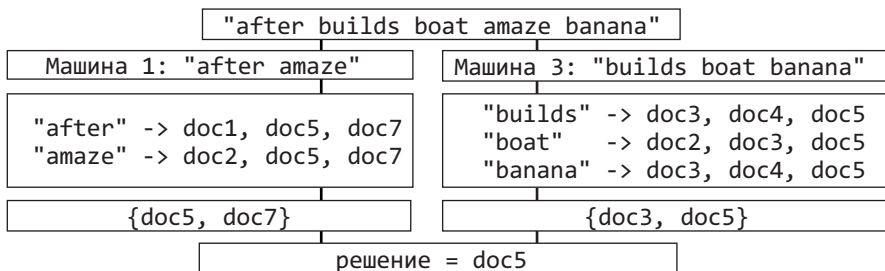 "after builds boat amaze banana"
Машина 1: "after amaze"
Машина 3: "builds boat banana"
"after" -> doc1, doc5, doc7
"amaze" -> doc2, doc5, doc7
"builds" -> doc3, doc4, doc5
"boat" -> doc2, doc3, doc5
"banana" -> doc3, doc4, doc5
{doc5, doc7}
{doc3, doc5}
решение = doc5